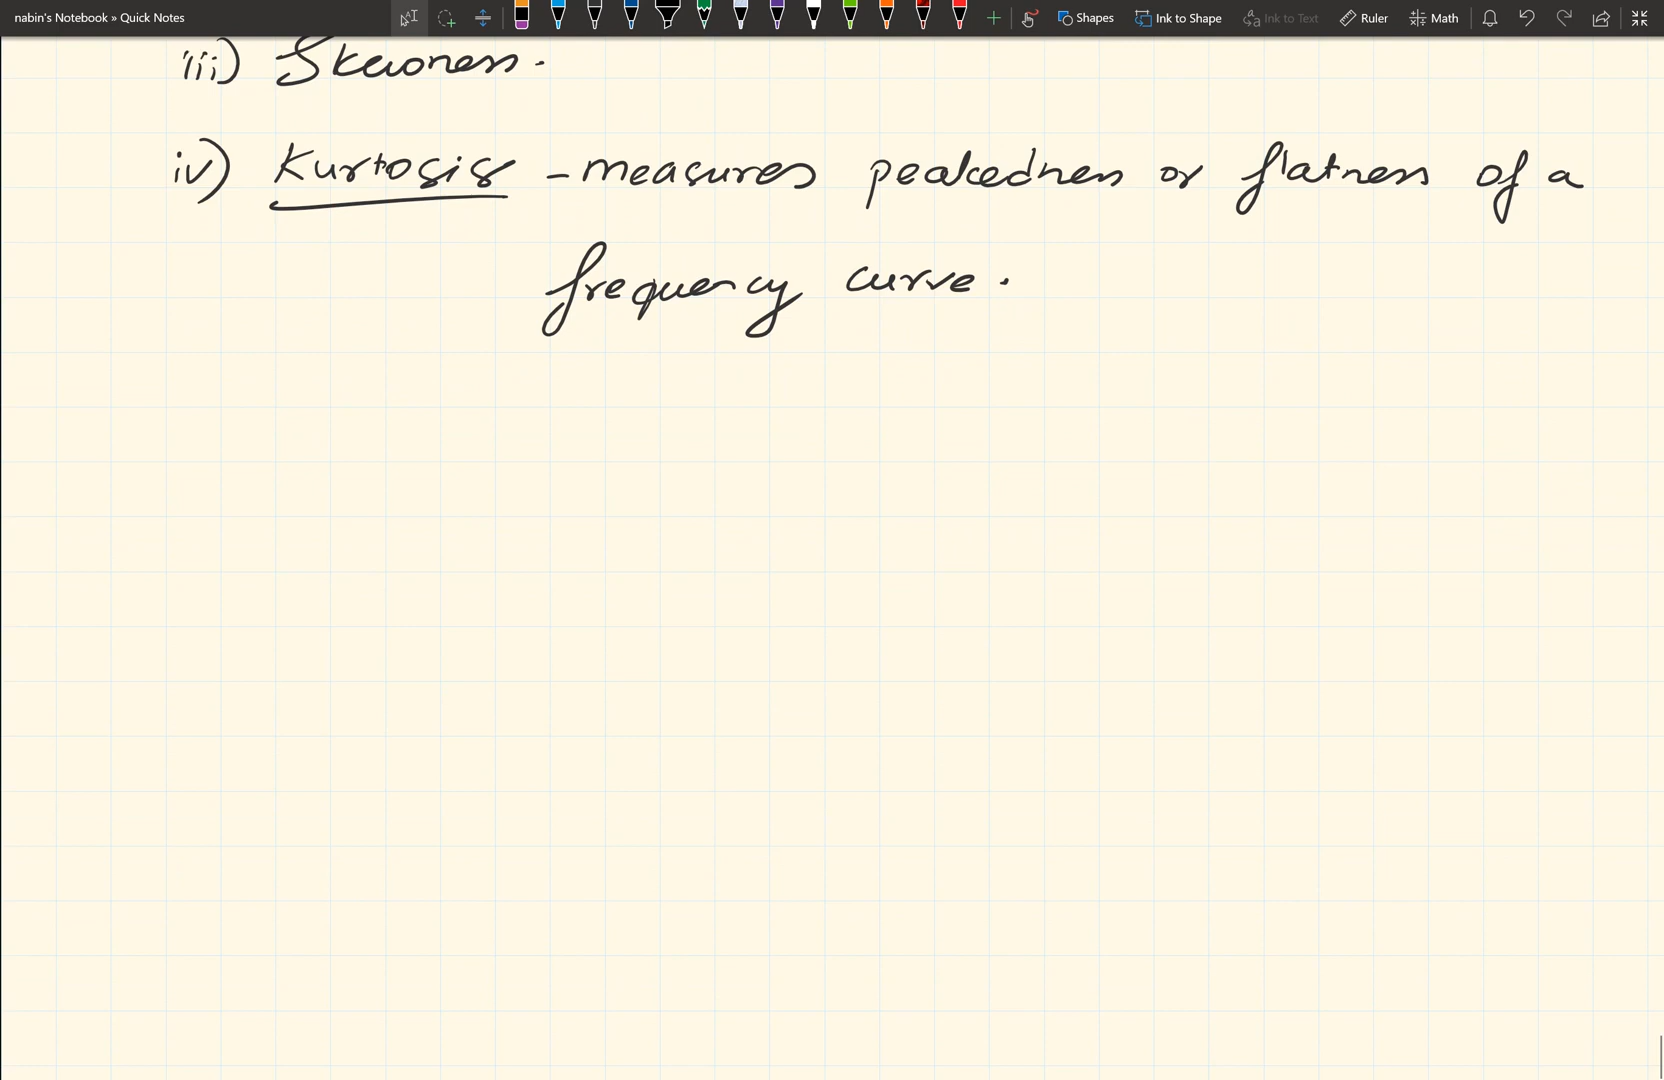 nabin's Notebook » Quick Notes
Shapes Ink to Shape Ink to Text Ruler Math
iii) Skewness.
iv) Kurtosis - measures peakedness or flatness of a
frequency curve.